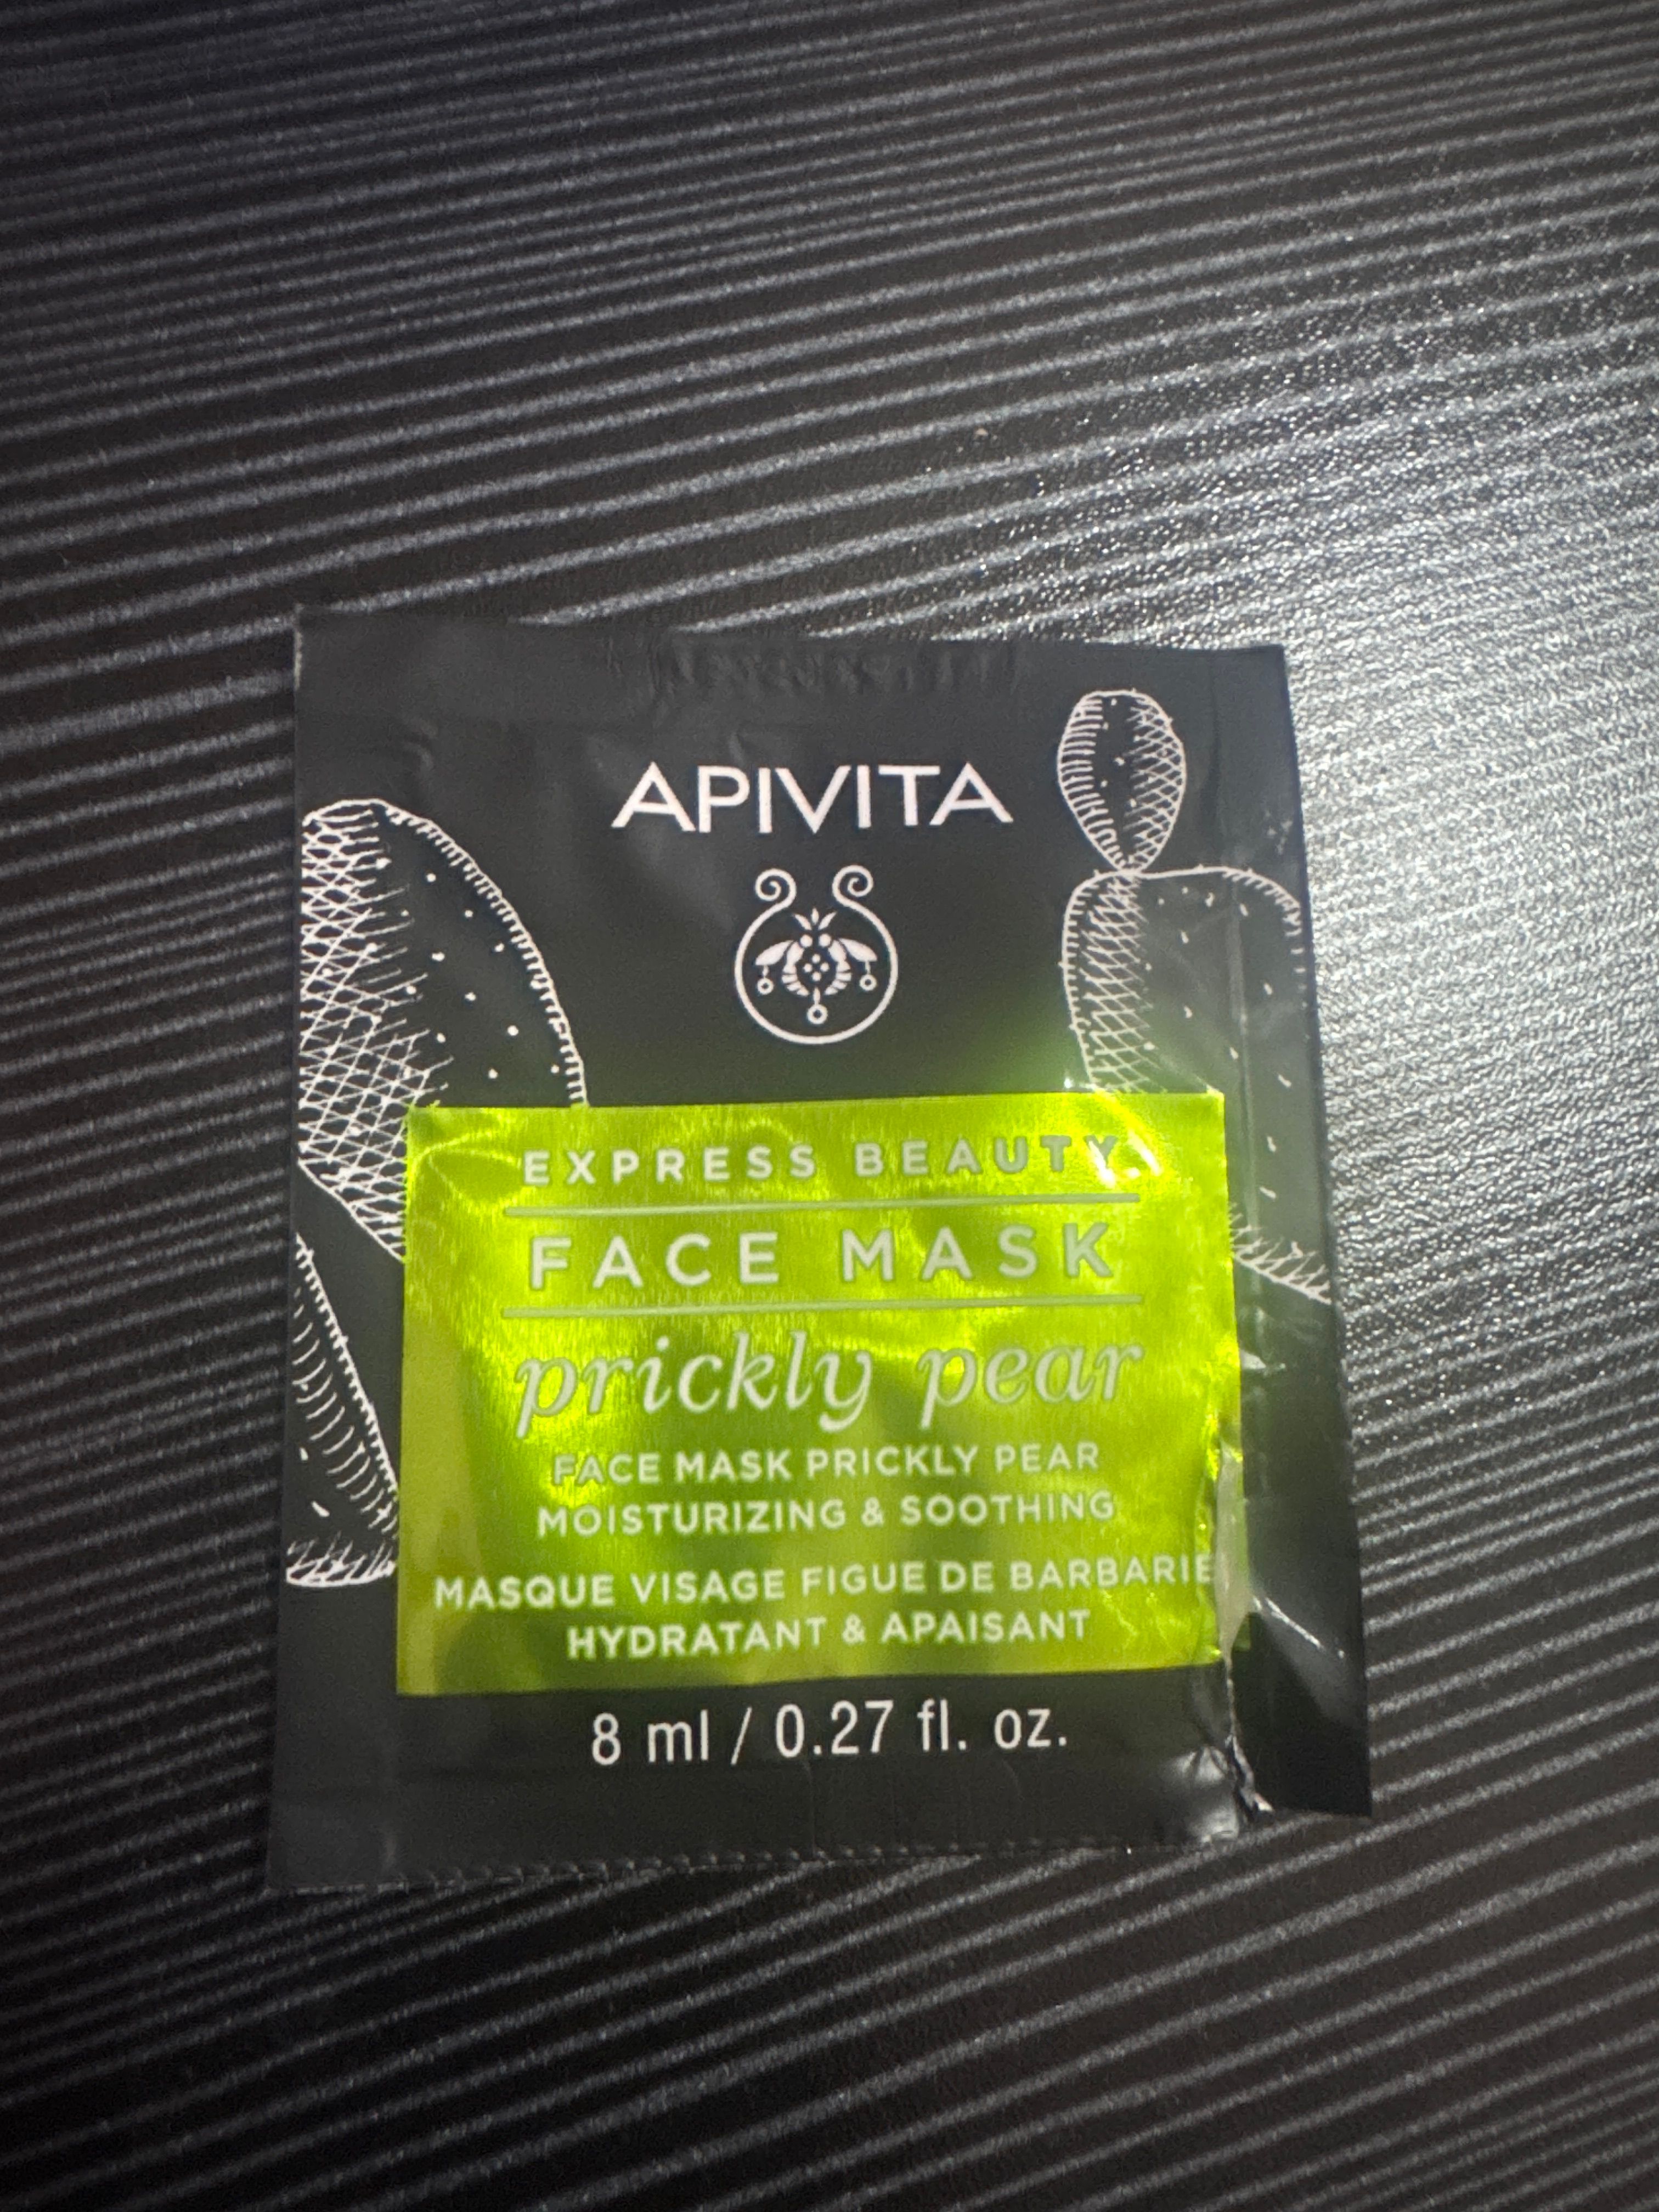 APIVITA
EXPRESS BEAUTY
FACE MASK
prickly pear
FACE MASK PRICKLY PEAR
MOISTURIZING & SOOTHING
MASQUE VISAGE FIGUE DE BARBARIE
HYDRATANT & APAISANT
8 ml / 0.27 fl. oz.